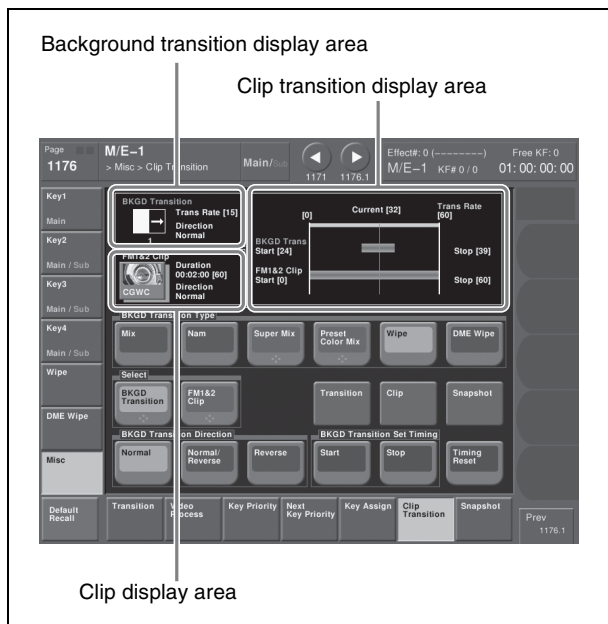 Background transition display area
Clip transition display area
Page
1176
M/E–1
> Misc > Clip Transition
Main/Sub
1171
1176.1
Effect#: 0 (--------)
Free KF: 0
M/E–1 KF# 0 / 0
01: 00: 00: 00
Key1
Main
Key2
Main / Sub
Key3
Main / Sub
Key4
Main / Sub
Wipe
DME Wipe
Misc
Default
Recall
BKGD Transition
1
Trans Rate [15]
Direction
Normal
FM1&2 Clip
CGWC
Duration
00:02:00 [60]
Direction
Normal
[0]
Current [32]
Trans Rate
[60]
BKGD Trans
Start [24]
Stop [39]
FM1&2 Clip
Start [0]
Stop [60]
BKGD Transition Type
Mix
Nam
Super Mix
Preset
Color Mix
Wipe
DME Wipe
Select
BKGD
Transition
FM1&2
Clip
Transition
Clip
Snapshot
BKGD Transition Direction
BKGD Transition Set Timing
Normal
Normal/
Reverse
Reverse
Start
Stop
Timing
Reset
Transition
Video
Process
Key Priority
Next
Key Priority
Key Assign
Clip
Transition
Snapshot
Prev
1176.1
Clip display area